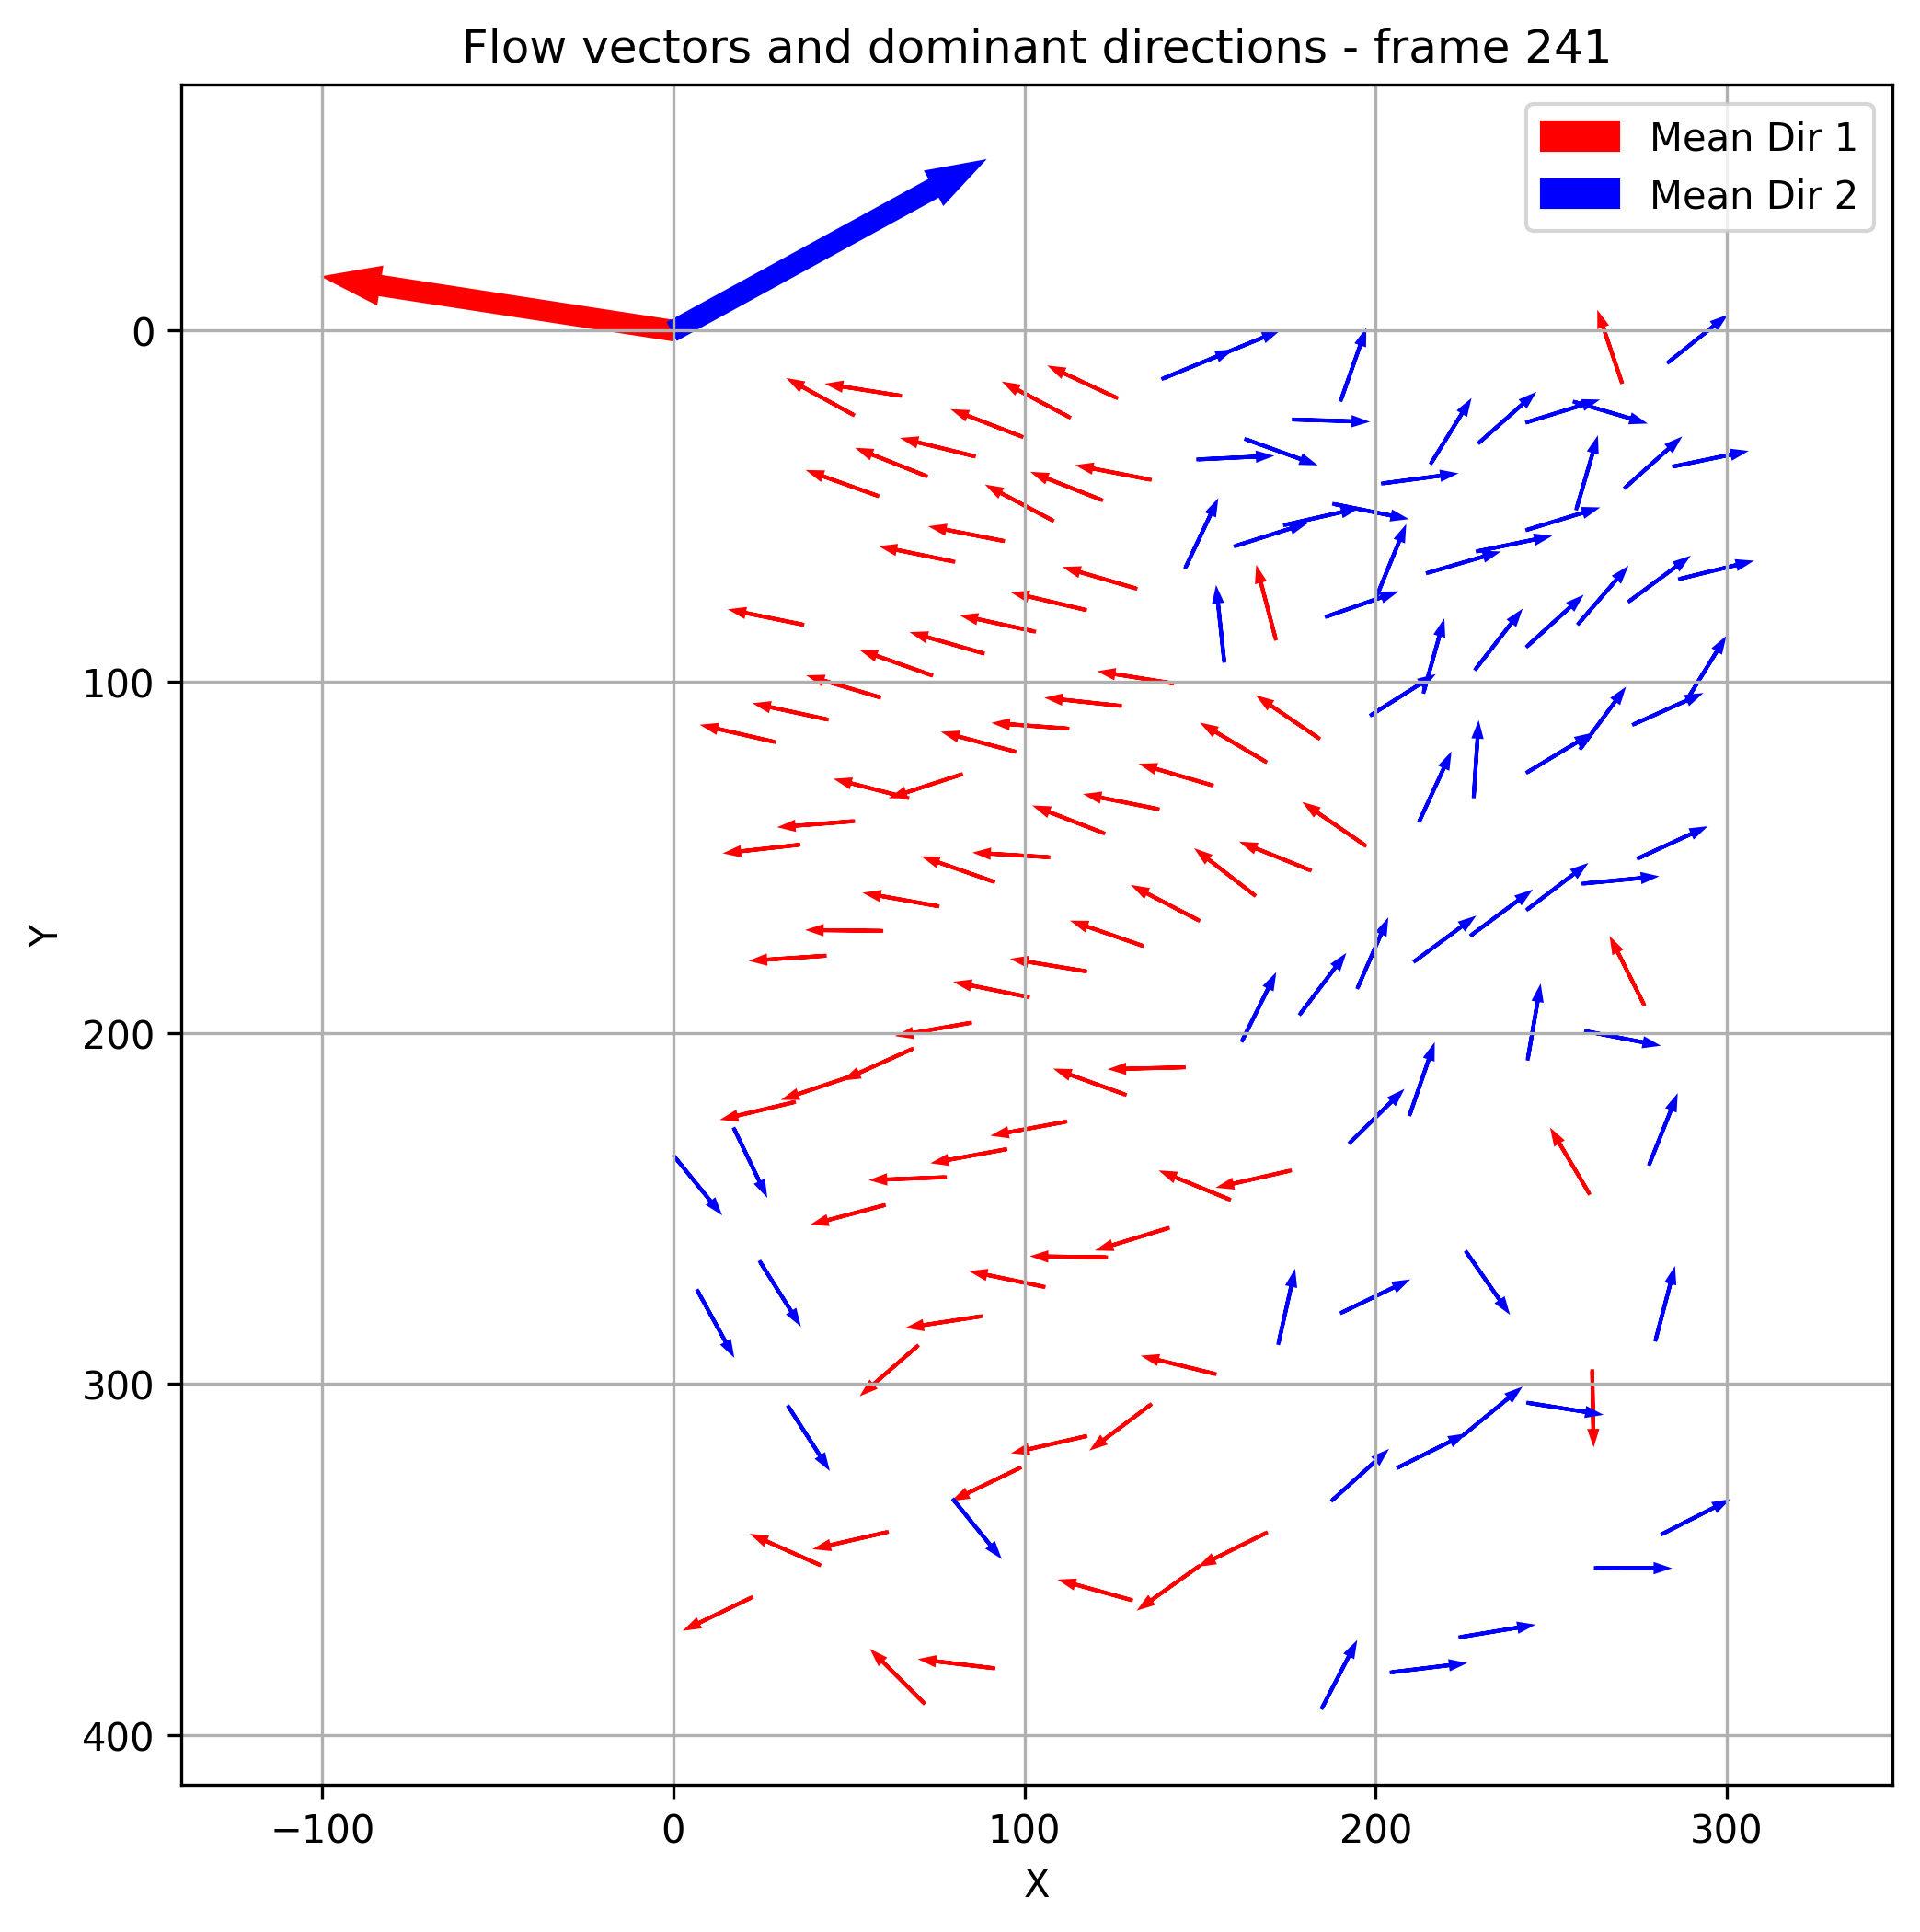 Flow vectors and dominant directions - frame 241
Mean Dir 1
Mean Dir 2
0
100
200
300
400
Y
−100
0
100
200
300
X